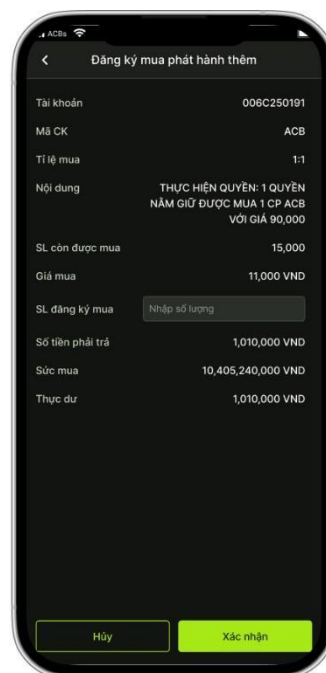 ACBs
Đăng ký mua phát hành thêm
Tài khoản 006C250191
Mã CK ACB
Tỉ lệ mua 1:1
Nội dung THỰC HIỆN QUYỀN: 1 QUYỀN
NẮM GIỮ ĐƯỢC MUA 1 CP ACB
VỚI GIÁ 90,000
SL còn được mua 15,000
Giá mua 11,000 VND
SL đăng ký mua Nhập số lượng
Số tiền phải trả 1,010,000 VND
Sức mua 10,405,240,000 VND
Thực dư 1,010,000 VND
Hủy Xác nhận